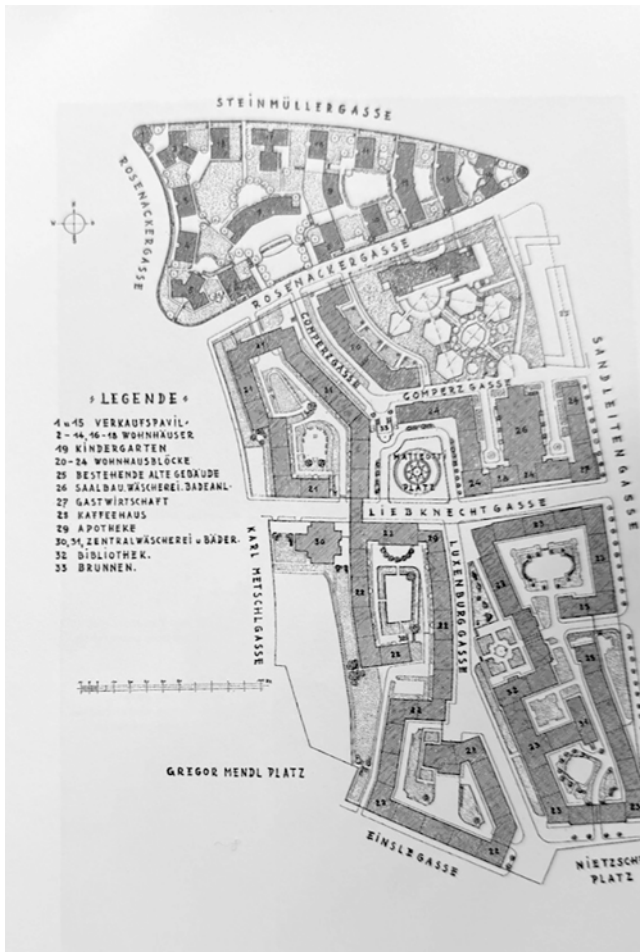 STEINMÜLLERGASSE
ROSENACKERGASSE
ROSENACKERGASSE
GOMPERZGASSE
GOMPERZGASSE
SANDLEITENGASSE
MATTEOTTI
PLATZ
LIEBKNECHTGASSE
KARL METSCHLGASSE
LUXENBURGGASSE
LEGENDE
1 u 15 VERKAUFSPAVIL-
2-14, 16-18 WOHNHÄUSER
19 KINDERGARTEN
20-24 WOHNHAUSBLÖCKE
25 BESTEHENDE ALTE GEBÄUDE
26 SAALBAU.WÄSCHEREI.BADEANL-
27 GASTWIRTSCHAFT
28 KAFFEEHAUS
29 APOTHEKE
30,31, ZENTRALWÄSCHEREI u BÄDER.
32 BIBLIOTHEK.
33 BRUNNEN.
GREGOR MENDL PLATZ
EINSLEGASSE
NIETZSCHE
PLATZ